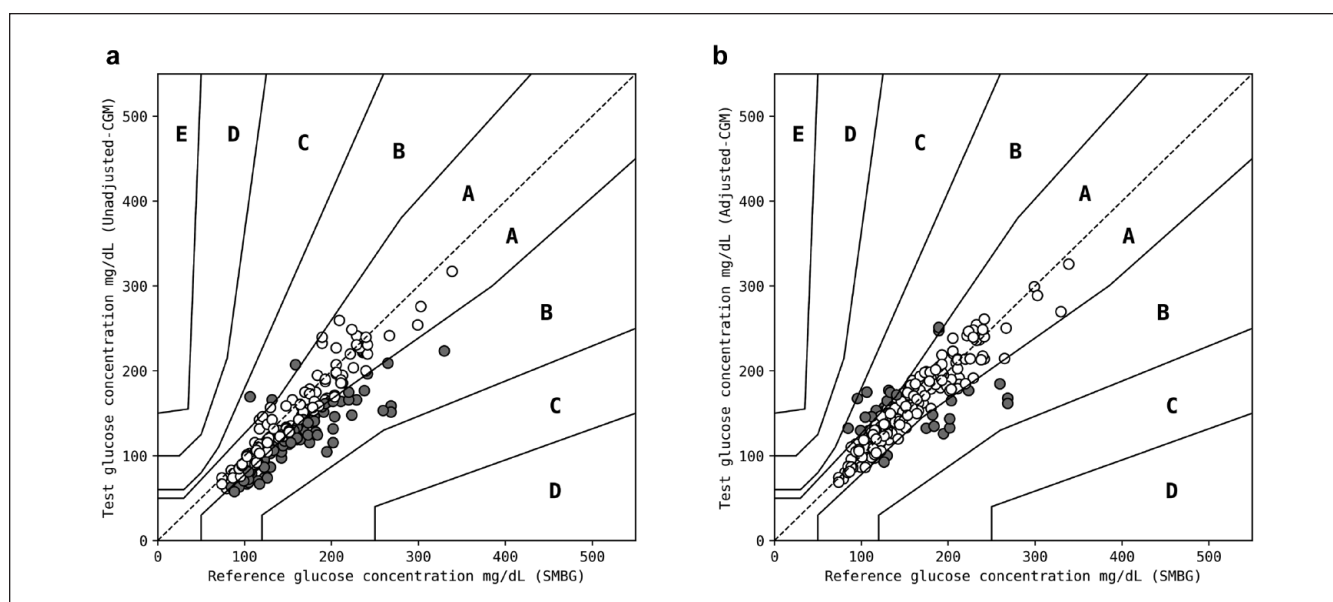 a
Test glucose concentration mg/dL (Unadjusted-CGM)
500
400
300
200
100
0
E
D
C
B
A
A
B
C
D
0 100 200 300 400 500
Reference glucose concentration mg/dL (SMBG)
b
Test glucose concentration mg/dL (Adjusted-CGM)
500
400
300
200
100
0
E
D
C
B
A
A
B
C
D
0 100 200 300 400 500
Reference glucose concentration mg/dL (SMBG)